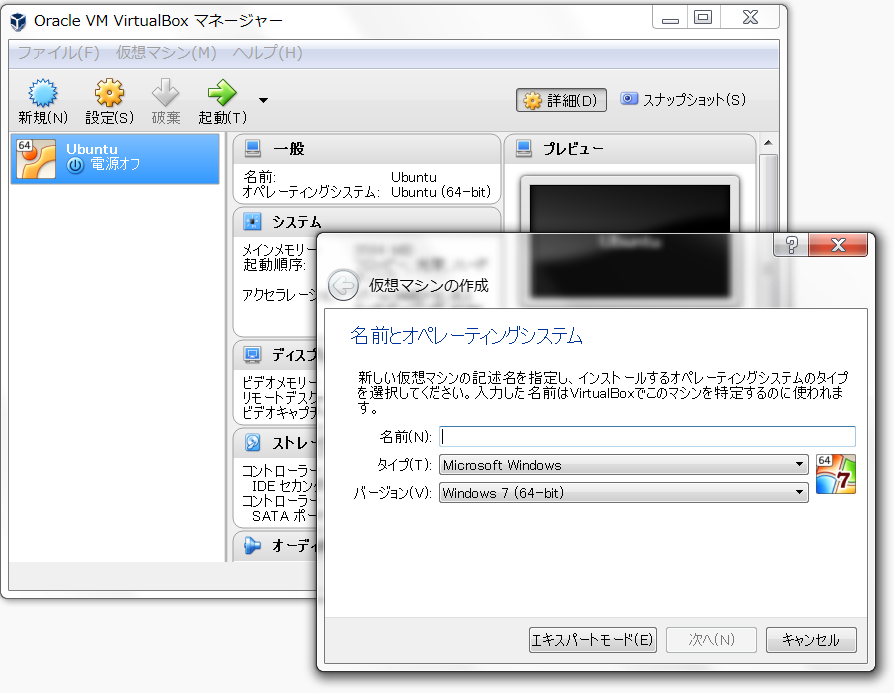 Oracle VM VirtualBox マネージャー
ファイル(F) 仮想マシン(M) ヘルプ(H)
新規(N) 設定(S) 破棄 起動(T) 詳細(D) スナップショット(S)
64 Ubuntu
電源オフ
一般
名前: Ubuntu
オペレーティングシステム: Ubuntu (64-bit)
プレビュー
Ubuntu
システム
メインメモリー
起動順序:
アクセラレーシ
ディスプ
ビデオメモリー
リモートデスク
ビデオキャプチ
ストレー
コントローラー
IDE セカン
コントローラー
SATA ポー
オーディ
仮想マシンの作成
名前とオペレーティングシステム
新しい仮想マシンの記述名を指定し、インストールするオペレーティングシステムのタイプ
を選択してください。入力した名前はVirtualBoxでこのマシンを特定するのに使われま
す。
名前(N):
タイプ(T): Microsoft Windows
64
7
バージョン(V): Windows 7 (64-bit)
エキスパートモード(E) 次へ(N) キャンセル